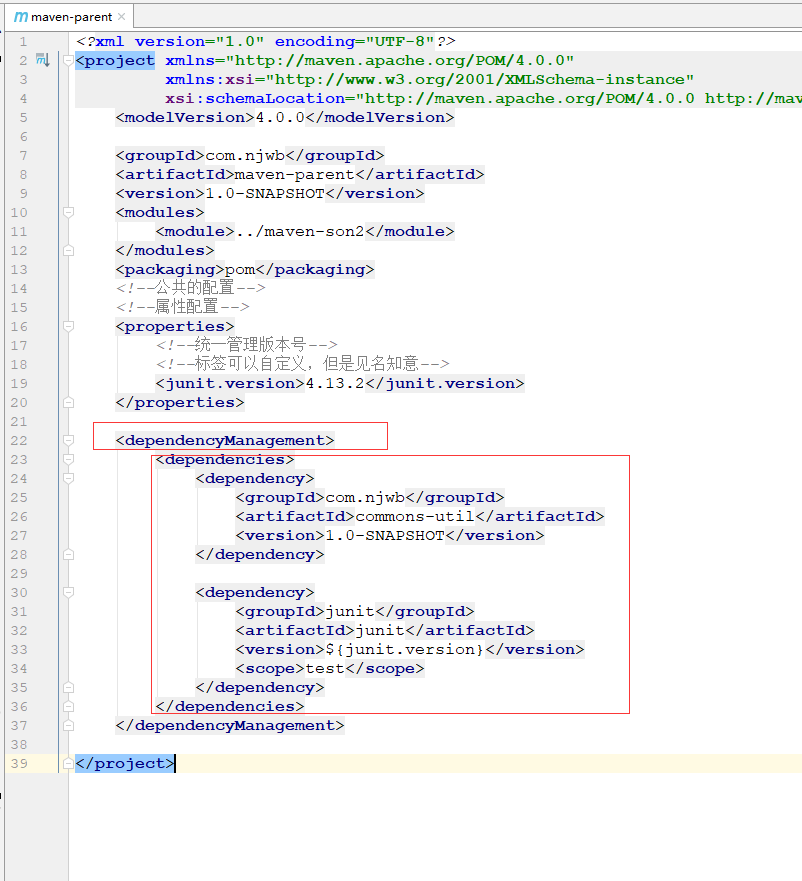 maven-parent
1 <?xml version="1.0" encoding="UTF-8"?>
2 <project xmlns="http://maven.apache.org/POM/4.0.0"
3 xmlns:xsi="http://www.w3.org/2001/XMLSchema-instance"
4 xsi:schemaLocation="http://maven.apache.org/POM/4.0.0 http://mav
5 <modelVersion>4.0.0</modelVersion>
6
7 <groupId>com.njwb</groupId>
8 <artifactId>maven-parent</artifactId>
9 <version>1.0-SNAPSHOT</version>
10 <modules>
11 <module>../maven-son2</module>
12 </modules>
13 <packaging>pom</packaging>
14 <!--公共的配置-->
15 <!--属性配置-->
16 <properties>
17 <!--统一管理版本号-->
18 <!--标签可以自定义，但是见名知意-->
19 <junit.version>4.13.2</junit.version>
20 </properties>
21
22 <dependencyManagement>
23 <dependencies>
24 <dependency>
25 <groupId>com.njwb</groupId>
26 <artifactId>commons-util</artifactId>
27 <version>1.0-SNAPSHOT</version>
28 </dependency>
29
30 <dependency>
31 <groupId>junit</groupId>
32 <artifactId>junit</artifactId>
33 <version>${junit.version}</version>
34 <scope>test</scope>
35 </dependency>
36 </dependencies>
37 </dependencyManagement>
38
39 </project>